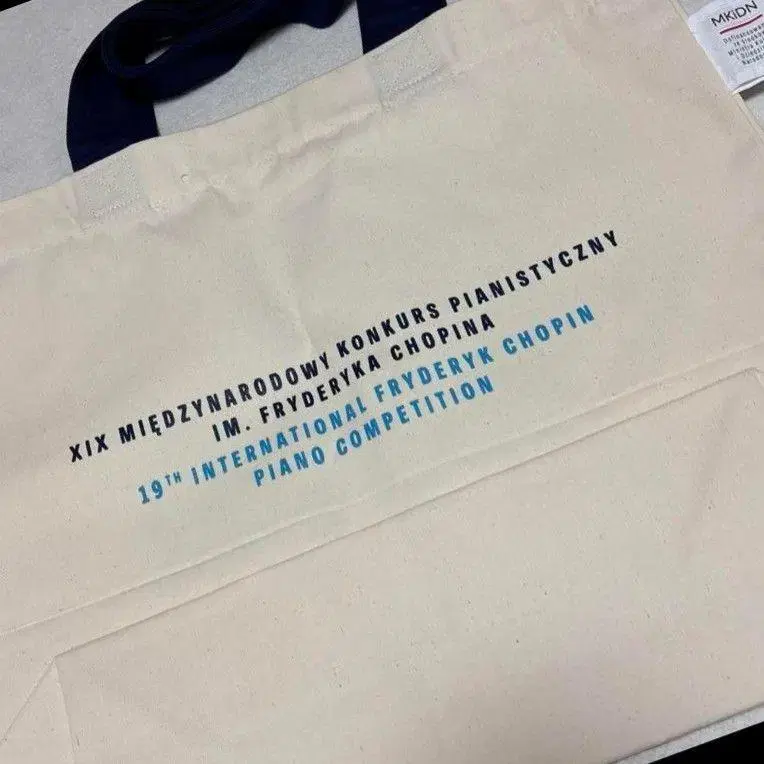 XIX MIĘDZYNARODOWY KONKURS PIANISTYCZNY
IM. FRYDERYKA CHOPINA
19TH INTERNATIONAL FRYDERYK CHOPIN
PIANO COMPETITION
MKiDN